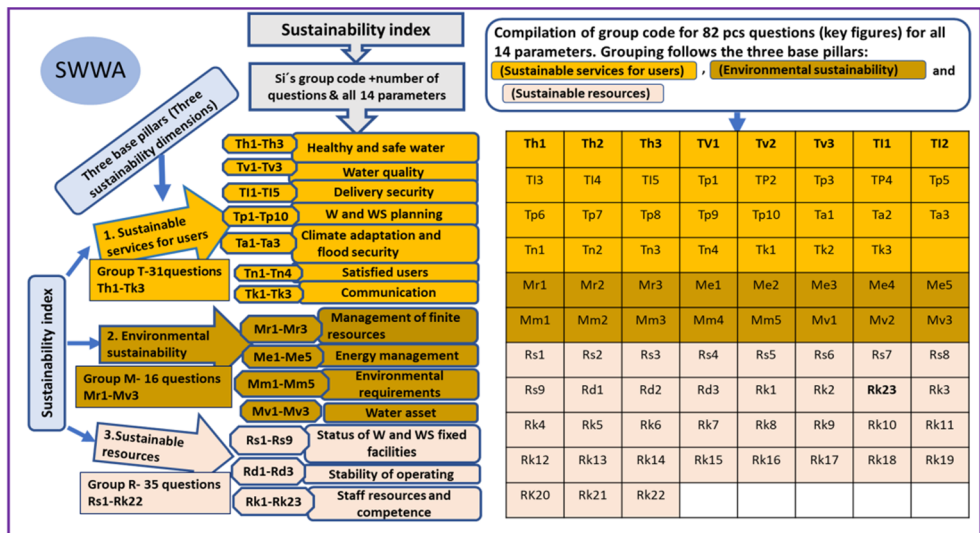 SWWA
Sustainability index
Si´s group code +number of
questions & all 14 parameters
Compilation of group code for 82 pcs questions (key figures) for all
14 parameters. Grouping follows the three base pillars:
(Sustainable services for users) , (Environmental sustainability) and
(Sustainable resources)
Three base pillars (Three
sustainability dimensions)
Sustainability index
1. Sustainable
services for users
Group T-31questions
Th1-Tk3
Th1-Th3 Healthy and safe water
Tv1-Tv3 Water quality
TI1-TI5 Delivery security
Tp1-Tp10 W and WS planning
Ta1-Ta3 Climate adaptation and
flood security
Tn1-Tn4 Satisfied users
Tk1-Tk3 Communication
2. Environmental
sustainability
Group M- 16 questions
Mr1-Mv3
Mr1-Mr3 Management of finite
resources
Me1-Me5 Energy management
Mm1-Mm5 Environmental
requirements
Mv1-Mv3 Water asset
3.Sustainable
resources
Group R- 35 questions
Rs1-Rk22
Rs1-Rs9 Status of W and WS fixed
facilities
Rd1-Rd3 Stability of operating
Rk1-Rk23 Staff resources and
competence
Th1 Th2 Th3 TV1 Tv2 Tv3 TI1 TI2
TI3 TI4 TI5 Tp1 TP2 Tp3 TP4 Tp5
Tp6 Tp7 Tp8 Tp9 Tp10 Ta1 Ta2 Ta3
Tn1 Tn2 Tn3 Tn4 Tk1 Tk2 Tk3
Mr1 Mr2 Mr3 Me1 Me2 Me3 Me4 Me5
Mm1 Mm2 Mm3 Mm4 Mm5 Mv1 Mv2 Mv3
Rs1 Rs2 Rs3 Rs4 Rs5 Rs6 Rs7 Rs8
Rs9 Rd1 Rd2 Rd3 Rk1 Rk2 Rk23 Rk3
Rk4 Rk5 Rk6 Rk7 Rk8 Rk9 Rk10 Rk11
Rk12 Rk13 Rk14 Rk15 Rk16 Rk17 Rk18 Rk19
RK20 Rk21 Rk22